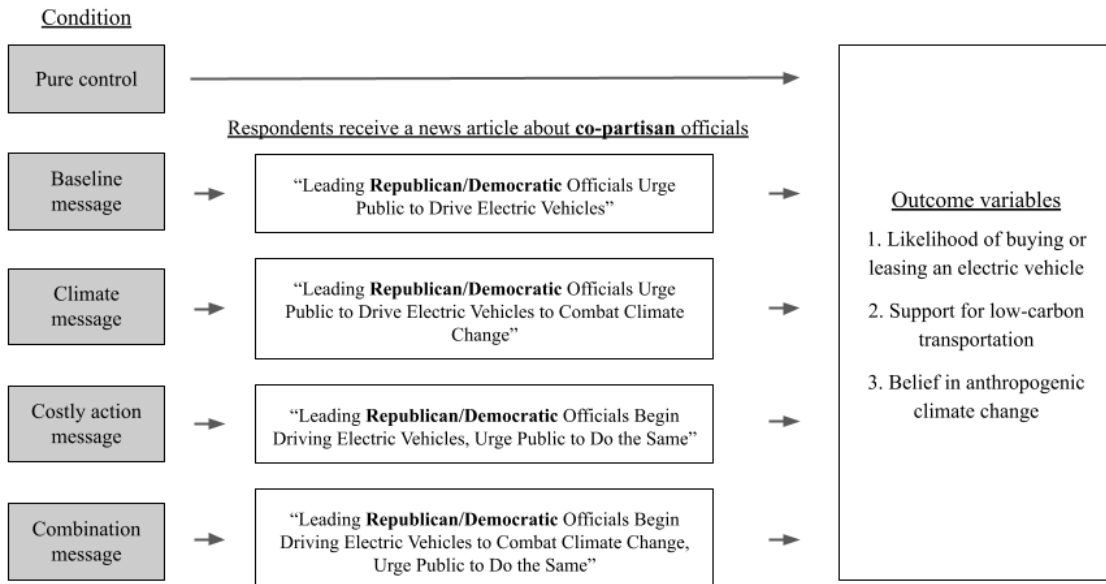 Condition
Pure control
Respondents receive a news article about co-partisan officials
Baseline
message
“Leading Republican/Democratic Officials Urge
Public to Drive Electric Vehicles”
Climate
message
“Leading Republican/Democratic Officials Urge
Public to Drive Electric Vehicles to Combat Climate
Change”
Costly action
message
“Leading Republican/Democratic Officials Begin
Driving Electric Vehicles, Urge Public to Do the Same”
Combination
message
“Leading Republican/Democratic Officials Begin
Driving Electric Vehicles to Combat Climate Change,
Urge Public to Do the Same”
Outcome variables
1. Likelihood of buying or
leasing an electric vehicle
2. Support for low-carbon
transportation
3. Belief in anthropogenic
climate change